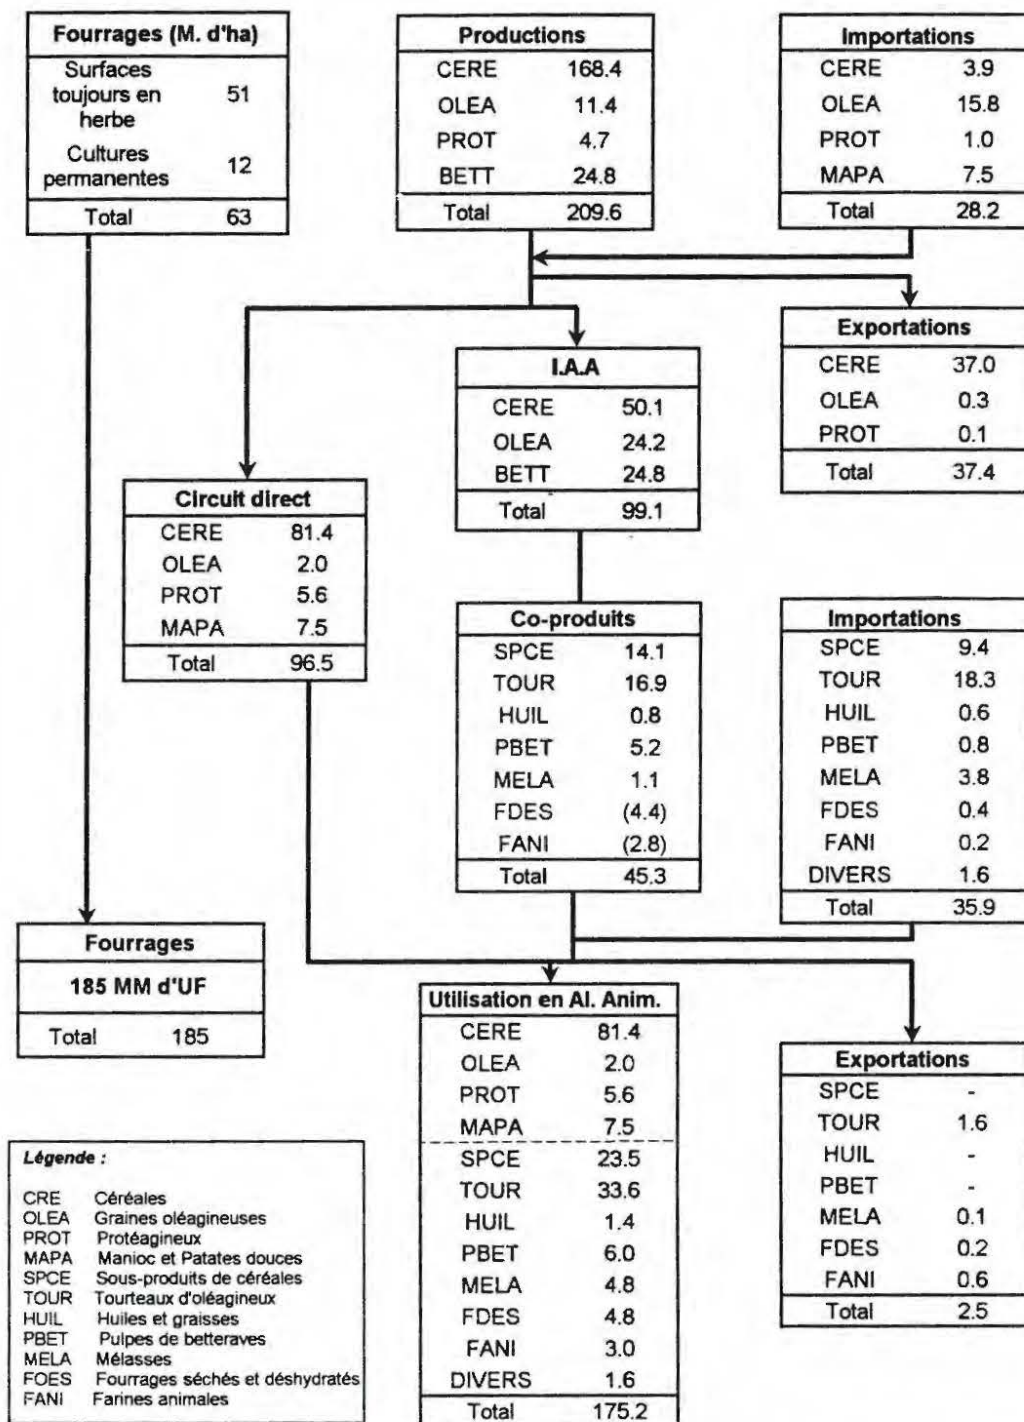 Fourrages (M. d'ha)
Surfaces
toujours en 51
herbe
Cultures
permanentes 12
Total 63
Productions
CERE 168.4
OLEA 11.4
PROT 4.7
BETT 24.8
Total 209.6
Importations
CERE 3.9
OLEA 15.8
PROT 1.0
MAPA 7.5
Total 28.2
Exportations
CERE 37.0
OLEA 0.3
PROT 0.1
Total 37.4
I.A.A
CERE 50.1
OLEA 24.2
BETT 24.8
Total 99.1
Circuit direct
CERE 81.4
OLEA 2.0
PROT 5.6
MAPA 7.5
Total 96.5
Co-produits
SPCE 14.1
TOUR 16.9
HUIL 0.8
PBET 5.2
MELA 1.1
FDES (4.4)
FANI (2.8)
Total 45.3
Importations
SPCE 9.4
TOUR 18.3
HUIL 0.6
PBET 0.8
MELA 3.8
FDES 0.4
FANI 0.2
DIVERS 1.6
Total 35.9
Fourrages
185 MM d'UF
Total 185
Utilisation en Al. Anim.
CERE 81.4
OLEA 2.0
PROT 5.6
MAPA 7.5
SPCE 23.5
TOUR 33.6
HUIL 1.4
PBET 6.0
MELA 4.8
FDES 4.8
FANI 3.0
DIVERS 1.6
Total 175.2
Exportations
SPCE -
TOUR 1.6
HUIL -
PBET -
MELA 0.1
FDES 0.2
FANI 0.6
Total 2.5
Légende :
CRE Céréales
OLEA Graines oléagineuses
PROT Protéagineux
MAPA Manioc et Patates douces
SPCE Sous-produits de céréales
TOUR Tourteaux d'oléagineux
HUIL Huiles et graisses
PBET Pulpes de betteraves
MELA Mélasses
FOES Fourrages séchés et déshydratés
FANI Farines animales